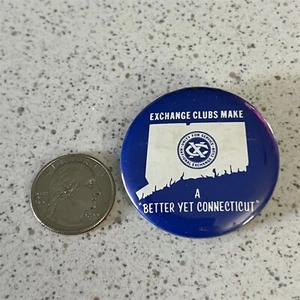 EXCHANGE CLUBS MAKE
A
"BETTER YET CONNECTICUT"